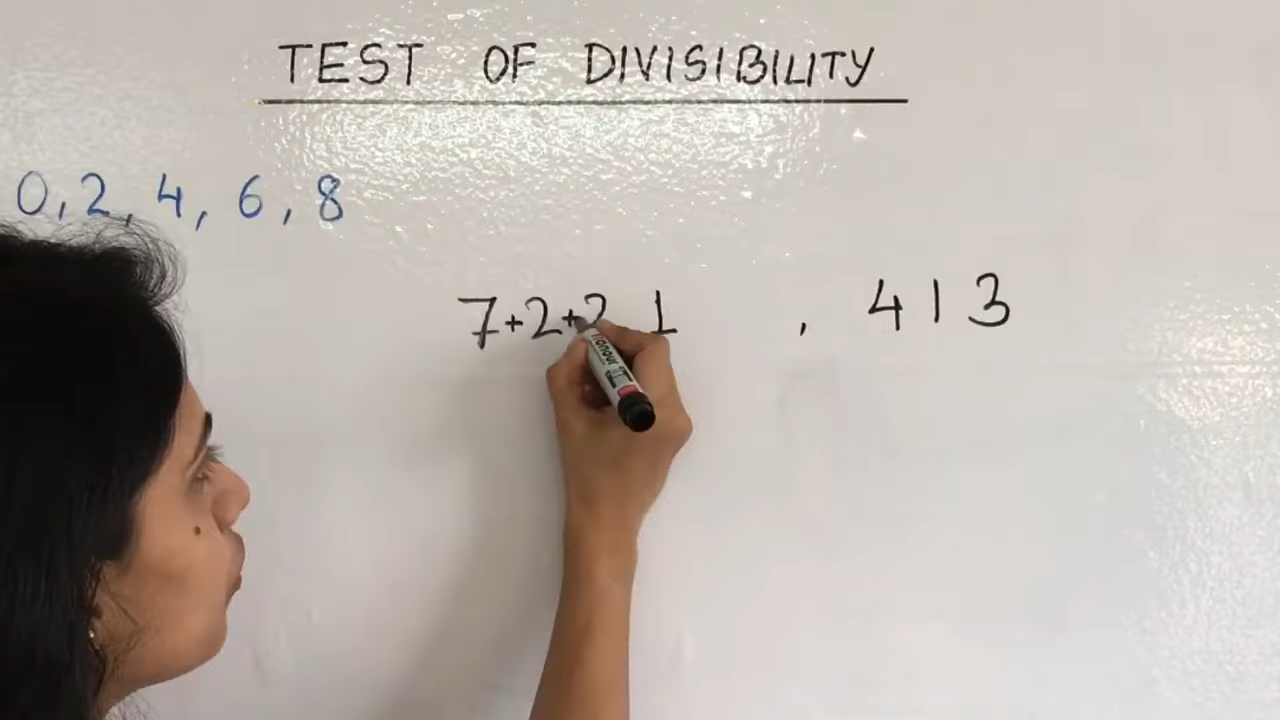 TEST OF DIVISIBILITY
0, 2, 4, 6, 8
7+2+2 1 , 413